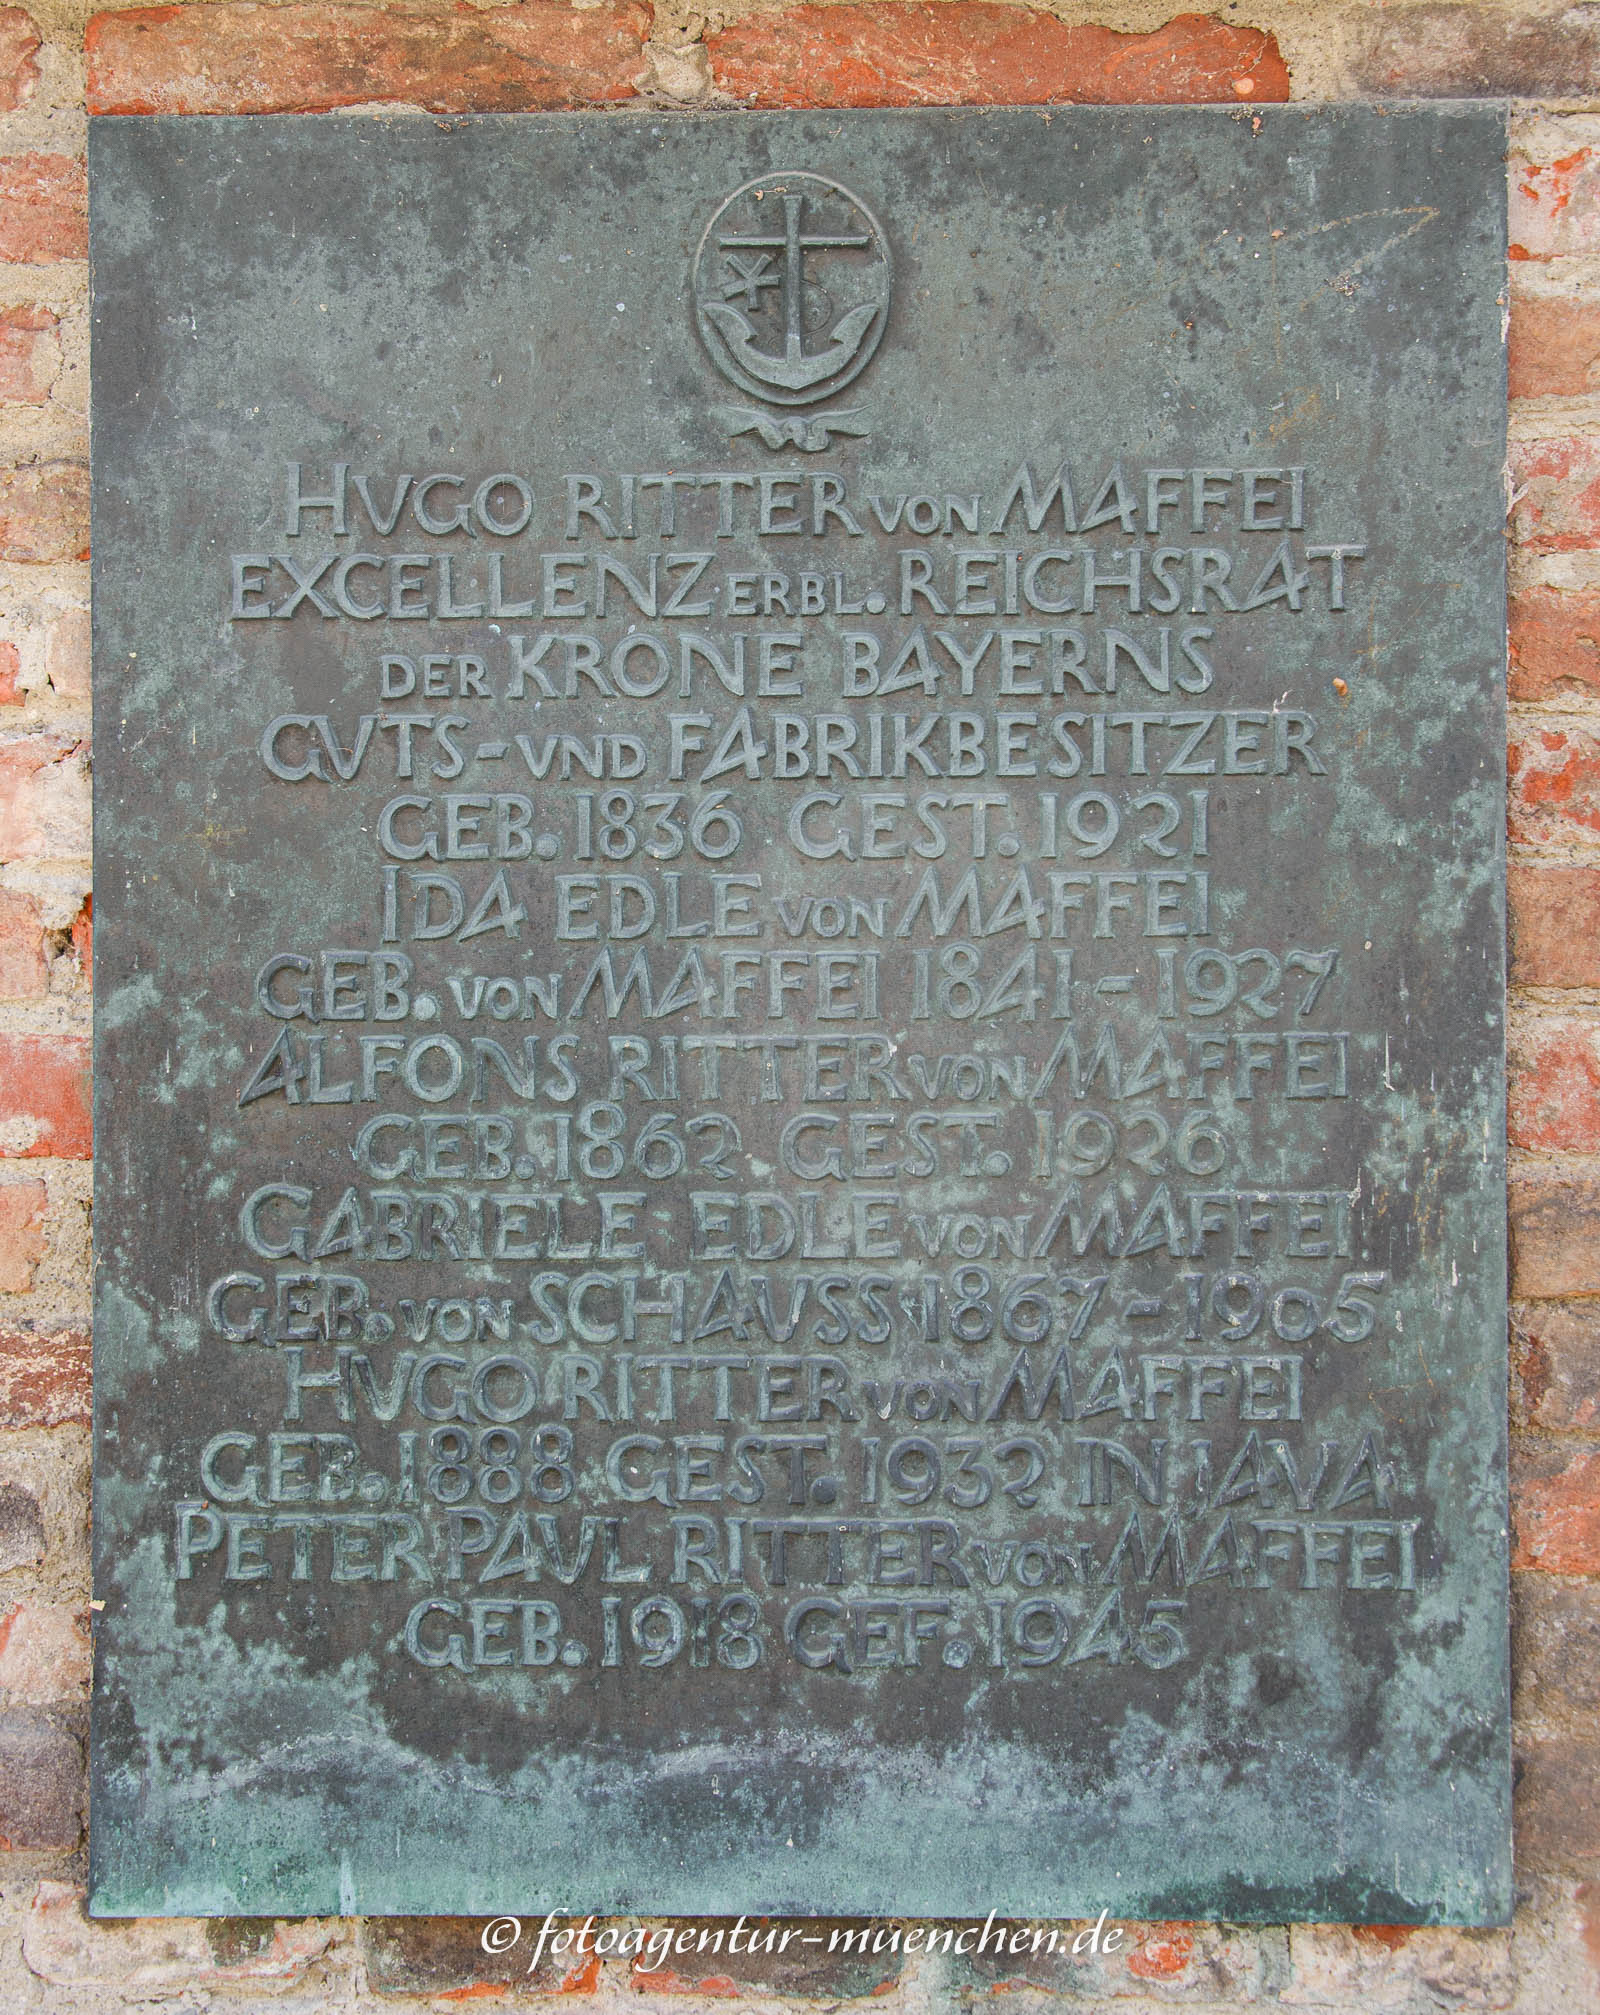 HVGO RITTER VON MAFFEI
EXCELLENZ ERBL. REICHSRAT
DER KRONE BAYERNS
GVTS-VND FABRIKBESITZER
GEB. 1836 GEST. 1921
IDA EDLE VON MAFFEI
GEB. VON MAFFEI 1841-1927
ALFONS RITTER VON MAFFEI
GEB. 1862 GEST. 1926
GABRIELE EDLE VON MAFFEI
GEB. VON SCHAVSS 1867-1905
HVGO RITTER VON MAFFEI
GEB. 1888 GEST. 1932 IN JAVA
PETER PAVL RITTER VON MAFFEI
GEB. 1918 GEF. 1945
© fotoagentur-muenchen.de